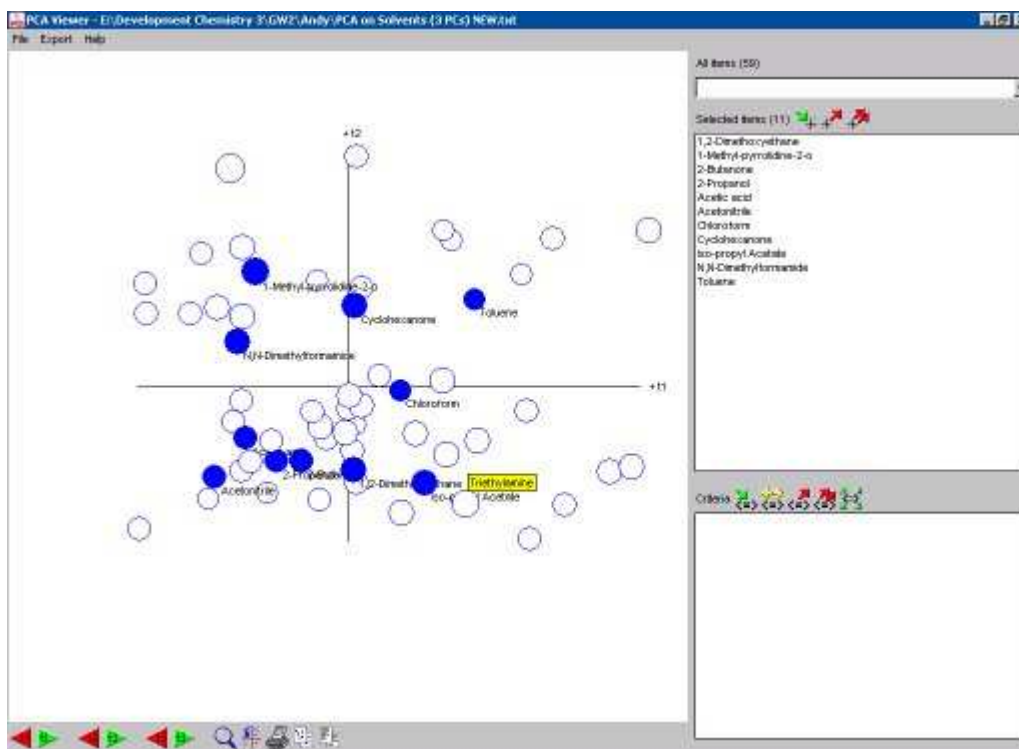 PCA Viewer - E:\Development Chemistry 3\GW2\Andy\PCA on Solvents (3 PCs) NEW.txt
File Export Help
All items (59)
Selected items (11)
1,2-Dimethoxyethane
1-Methyl-pyrrolidine-2-o
2-Butanone
2-Propanol
Acetic acid
Acetonitrile
Chloroform
Cyclohexanone
Iso-propyl Acetate
N,N-Dimethylformamide
Toluene
Criteria
+t2
1-Methyl-pyrrolidine-2-o
Toluene
Cyclohexanone
N,N-Dimethylformamide
+t1
Chloroform
Triethylamine
Acetonitrile
Acetate